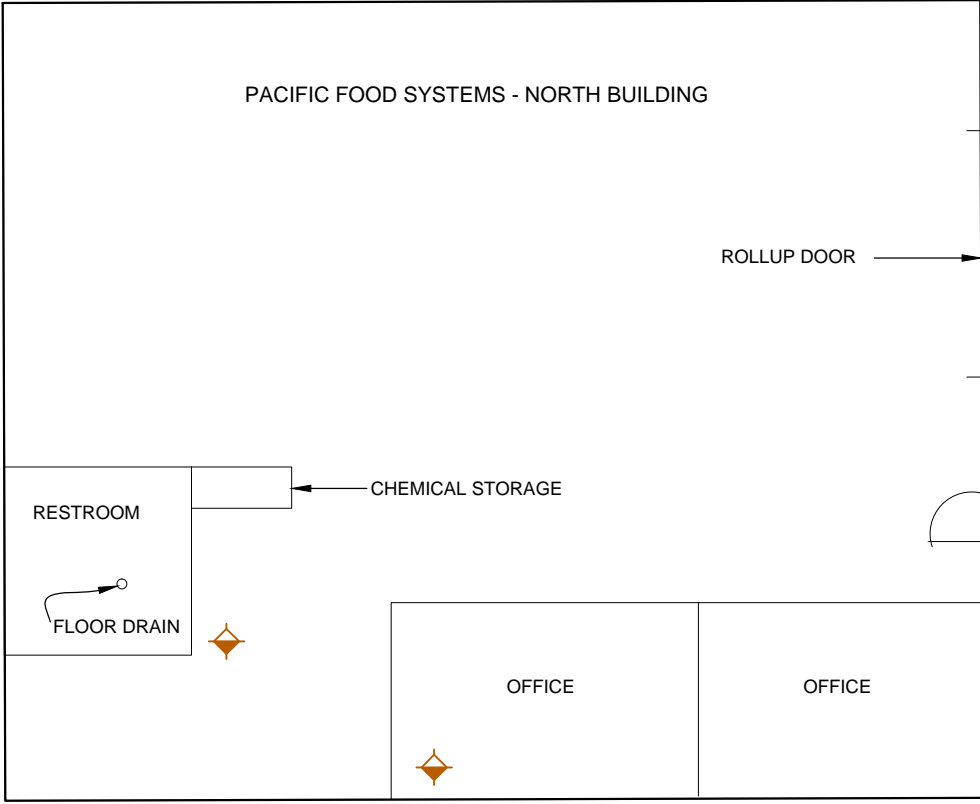 PACIFIC FOOD SYSTEMS - NORTH BUILDING
ROLLUP DOOR
CHEMICAL STORAGE
RESTROOM
FLOOR DRAIN
OFFICE
OFFICE